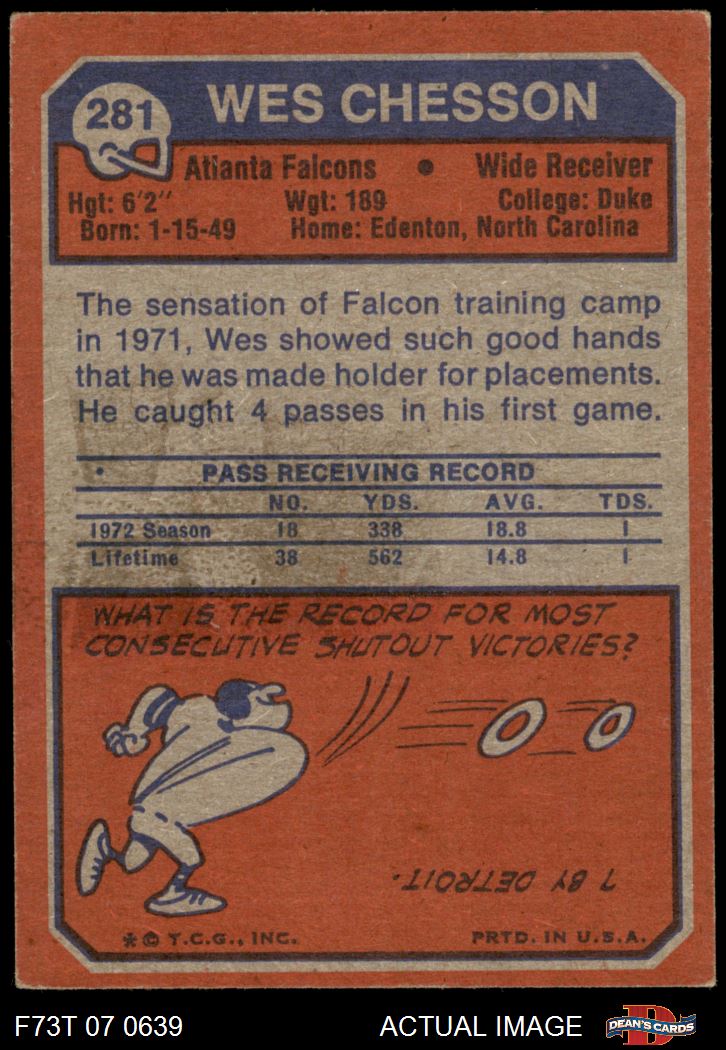 281
WES CHESSON
Atlanta Falcons • Wide Receiver
Hgt: 6'2" Wgt: 189 College: Duke
Born: 1-15-49 Home: Edenton, North Carolina
The sensation of Falcon training camp
in 1971, Wes showed such good hands
that he was made holder for placements.
He caught 4 passes in his first game.
PASS RECEIVING RECORD
NO. YDS. AVG. TDS.
1972 Season 18 338 18.8 1
Lifetime 38 562 14.8 1
WHAT IS THE RECORD FOR MOST
CONSECUTIVE SHUTOUT VICTORIES?
7 BY DETROIT.
* © T.C.G., INC. PRTD. IN U.S.A.
F73T 07 0639 ACTUAL IMAGE D DEAN'S CARDS